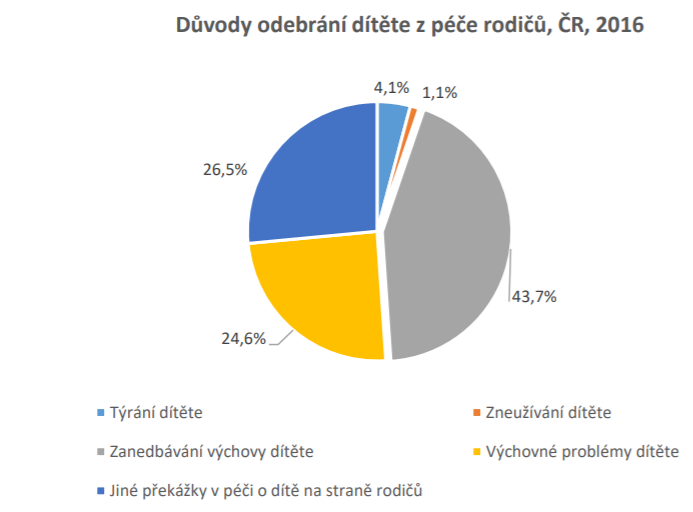 Důvody odebrání dítěte z péče rodičů, ČR, 2016
4,1%
1,1%
26,5%
43,7%
24,6%
Týrání dítěte
Zneužívání dítěte
Zanedbávání výchovy dítěte
Výchovné problémy dítěte
Jiné překážky v péči o dítě na straně rodičů